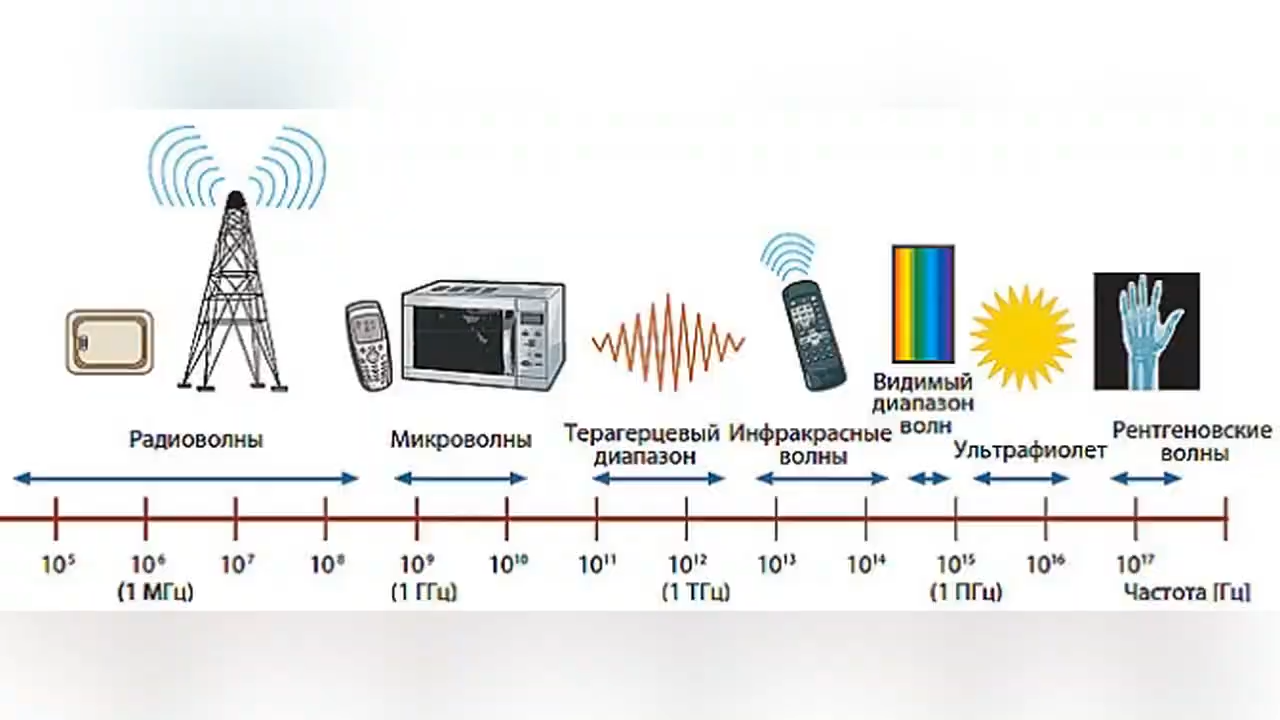 Радиоволны
Микроволны
Терагерцевый
диапазон
Инфракрасные
волны
Видимый
диапазон
волн
Ультрафиолет
Рентгеновские
волны
10⁵ 10⁶ 10⁷ 10⁸ 10⁹ 10¹⁰ 10¹¹ 10¹² 10¹³ 10¹⁴ 10¹⁵ 10¹⁶ 10¹⁷
(1 МГц) (1 ГГц) (1 ТГц) (1 ПГц) Частота [Гц]